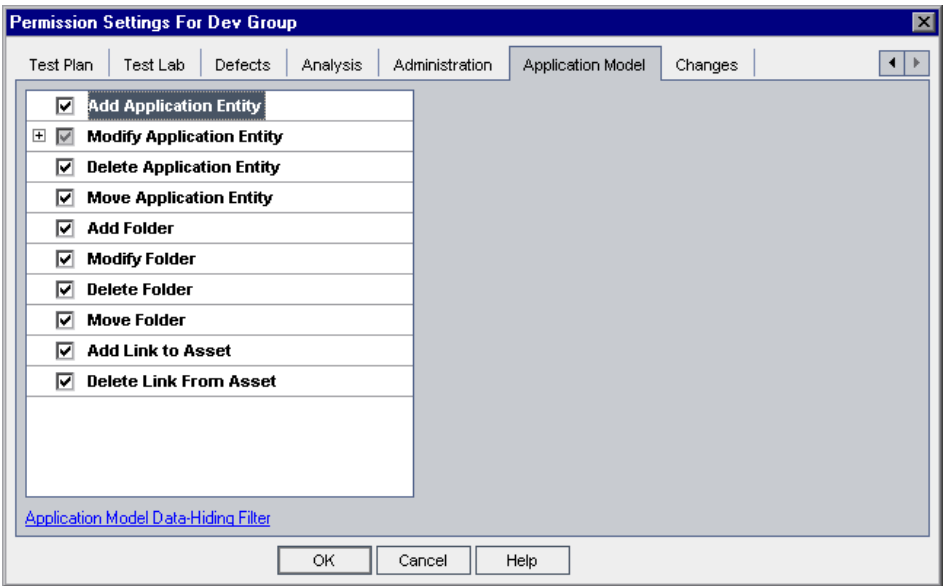 Permission Settings For Dev Group
Test Plan Test Lab Defects Analysis Administration Application Model Changes
Add Application Entity
Modify Application Entity
Delete Application Entity
Move Application Entity
Add Folder
Modify Folder
Delete Folder
Move Folder
Add Link to Asset
Delete Link From Asset
Application Model Data-Hiding Filter
OK Cancel Help